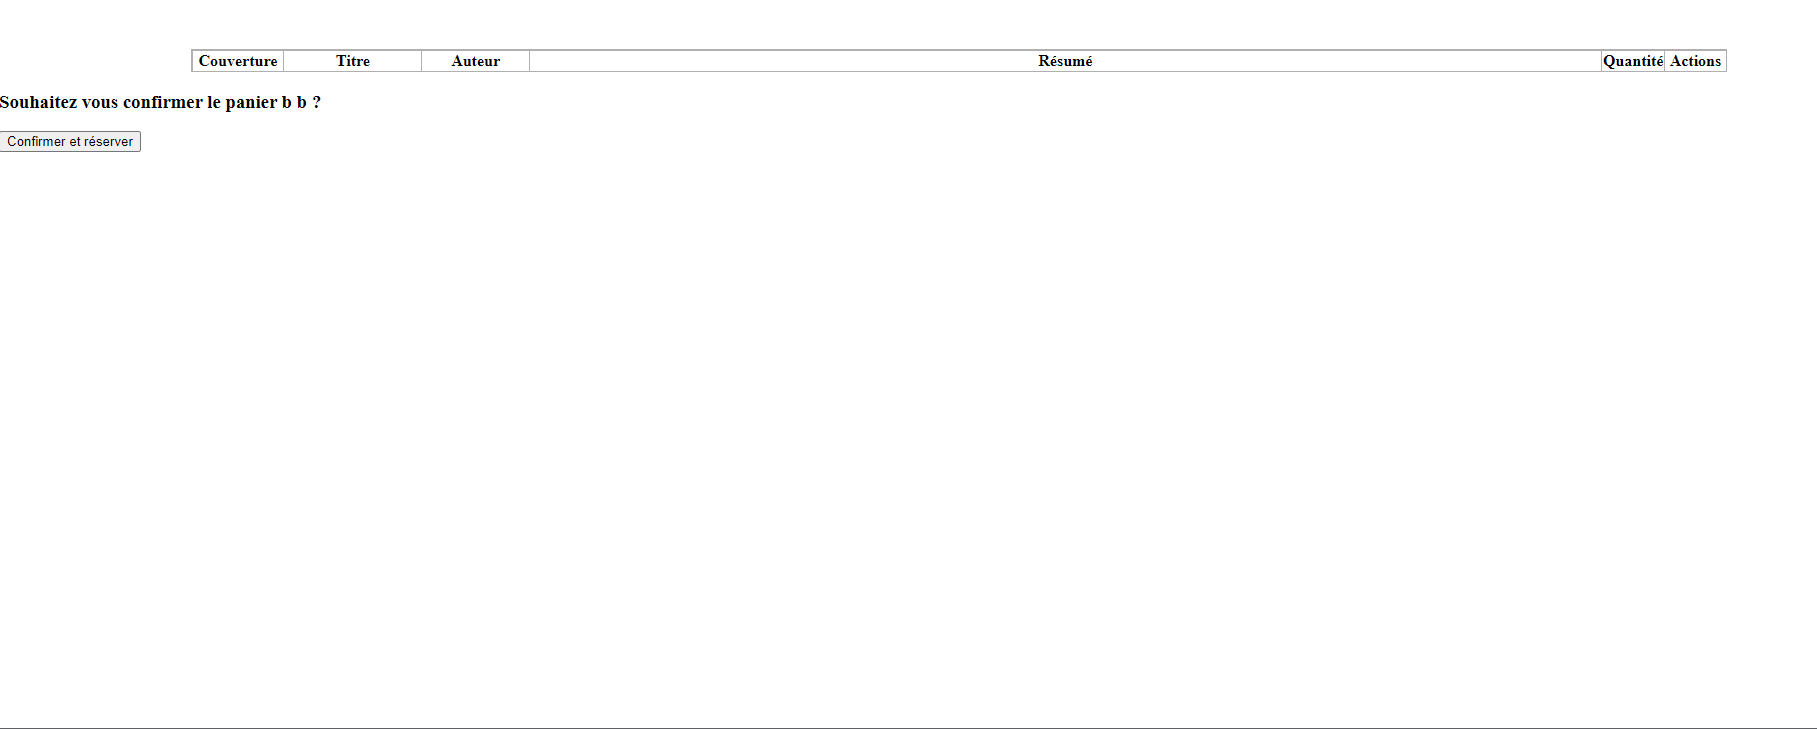 Couverture Titre Auteur Résumé Quantité Actions
Souhaitez vous confirmer le panier b b ?
Confirmer et réserver